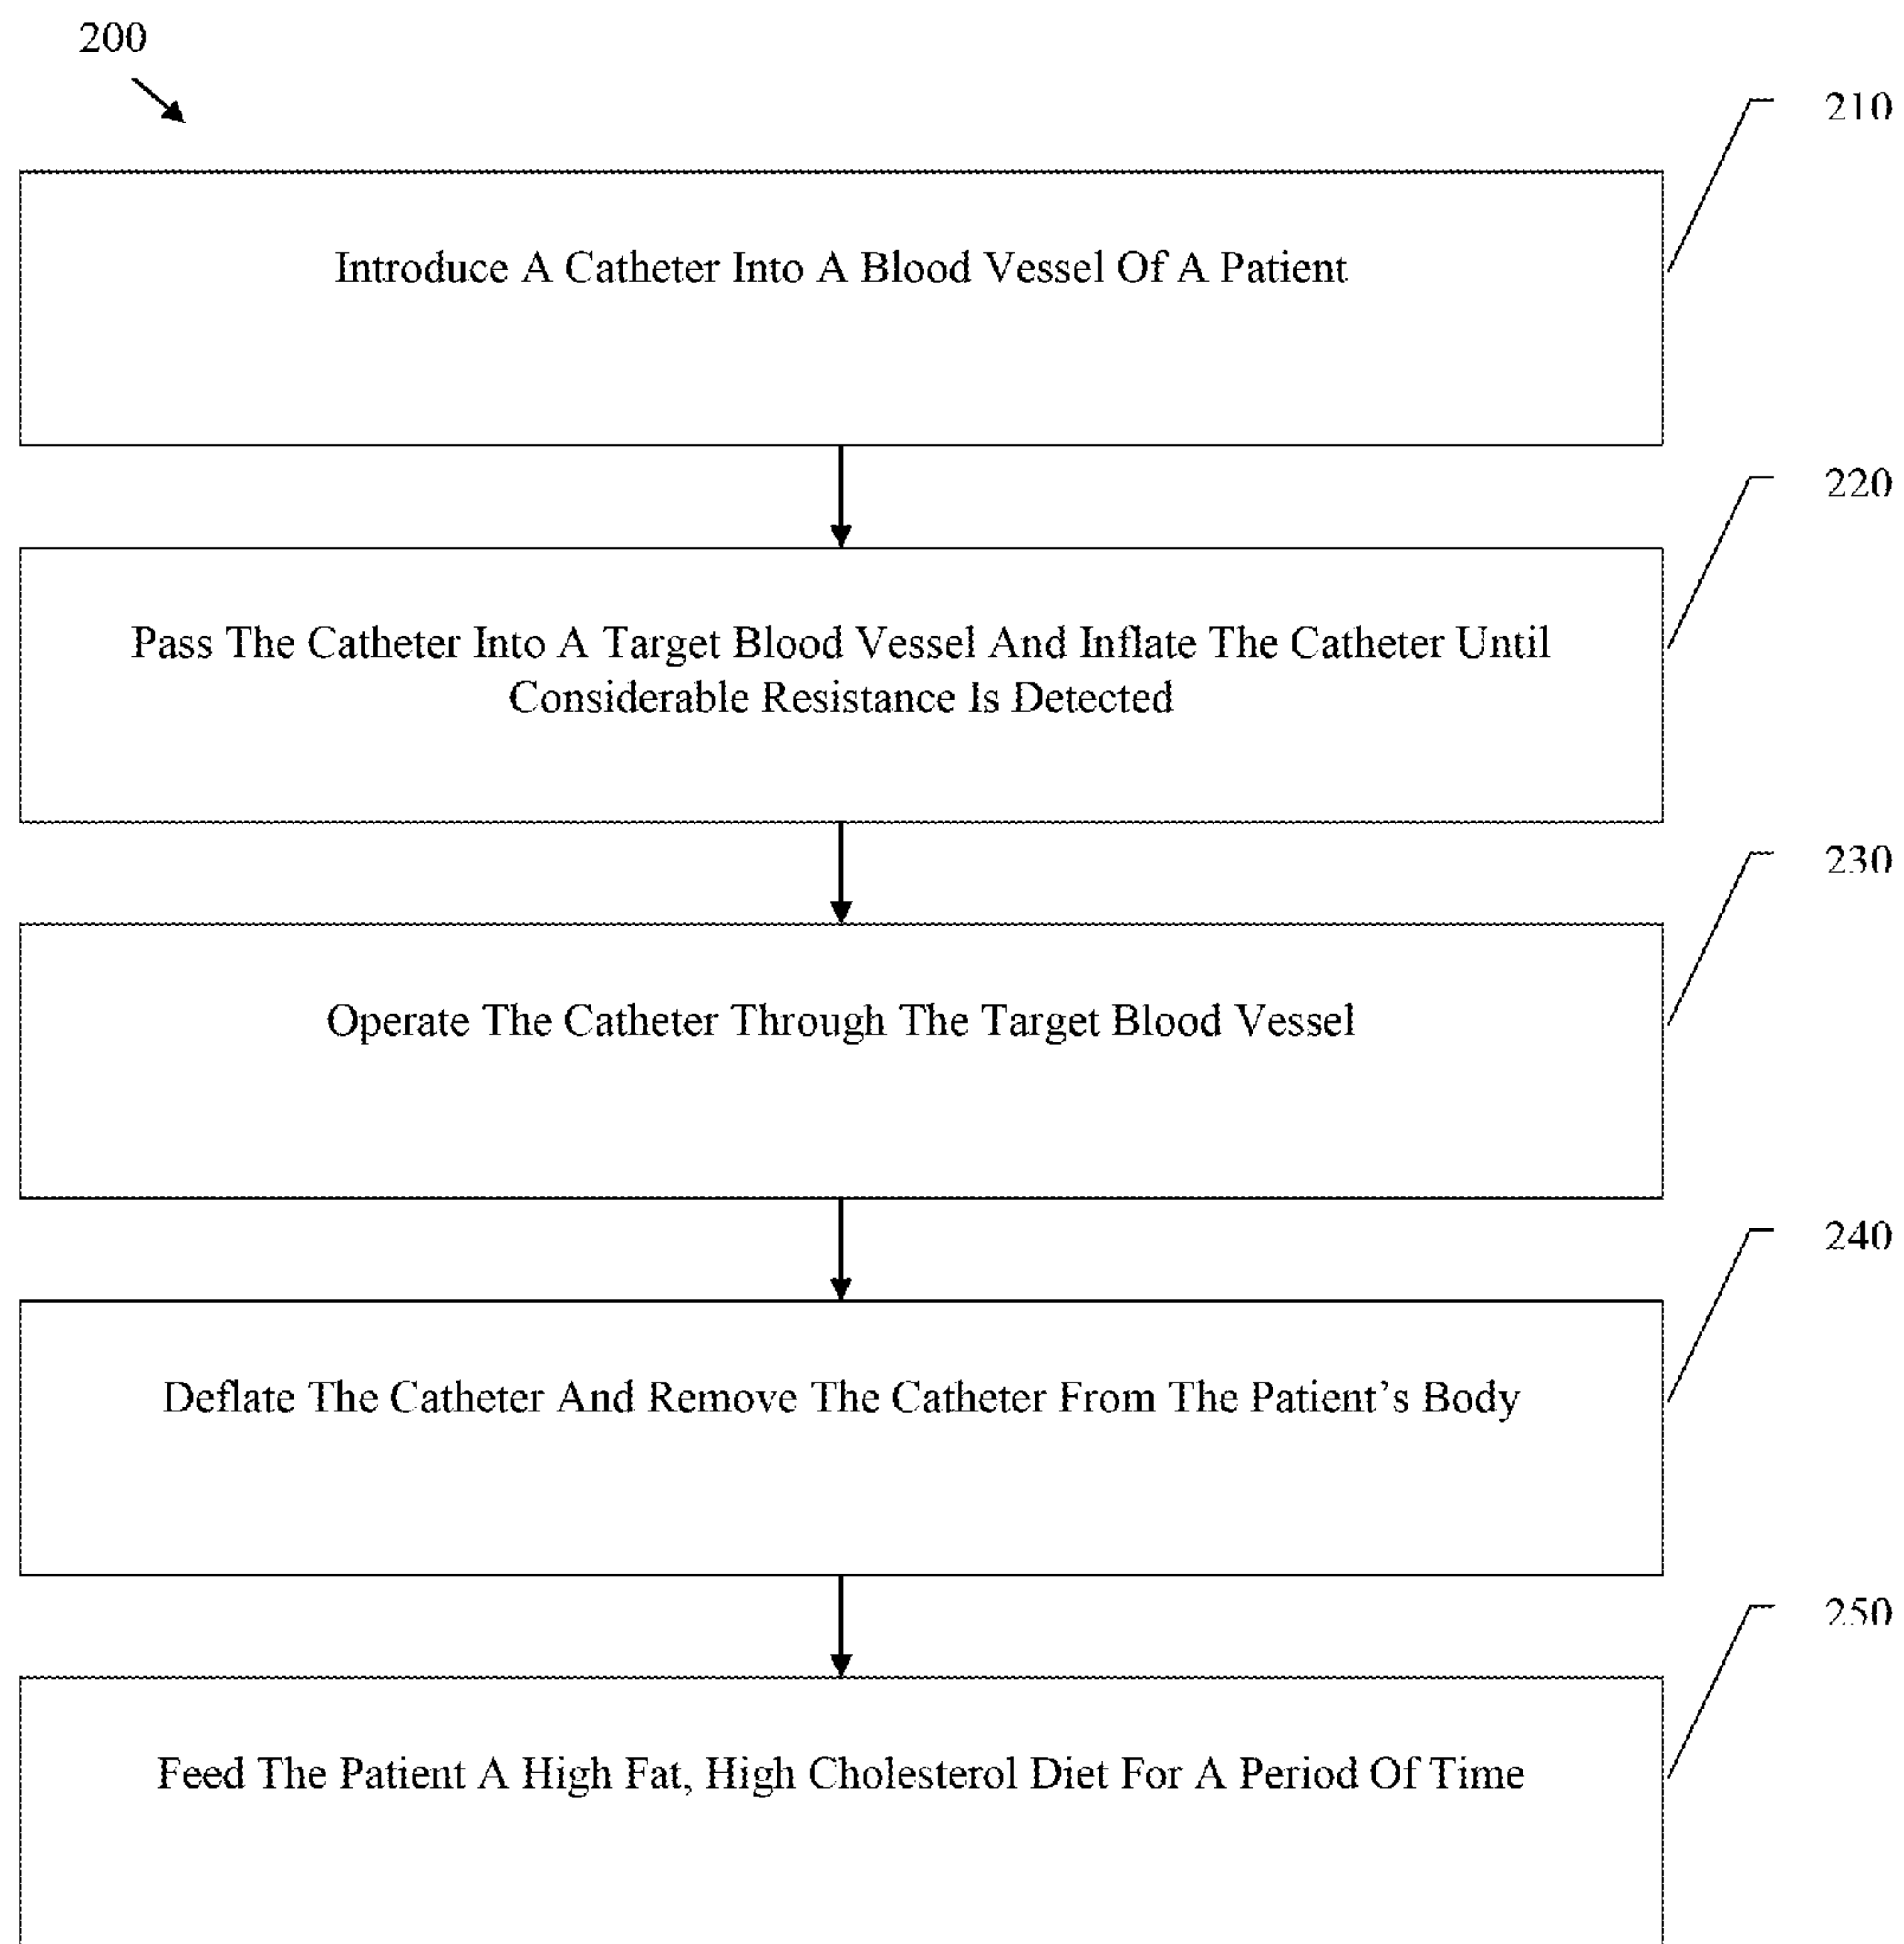 200
210
Introduce A Catheter Into A Blood Vessel Of A Patient
220
Pass The Catheter Into A Target Blood Vessel And Inflate The Catheter Until
Considerable Resistance Is Detected
230
Operate The Catheter Through The Target Blood Vessel
240
Deflate The Catheter And Remove The Catheter From The Patient’s Body
250
Feed The Patient A High Fat, High Cholesterol Diet For A Period Of Time